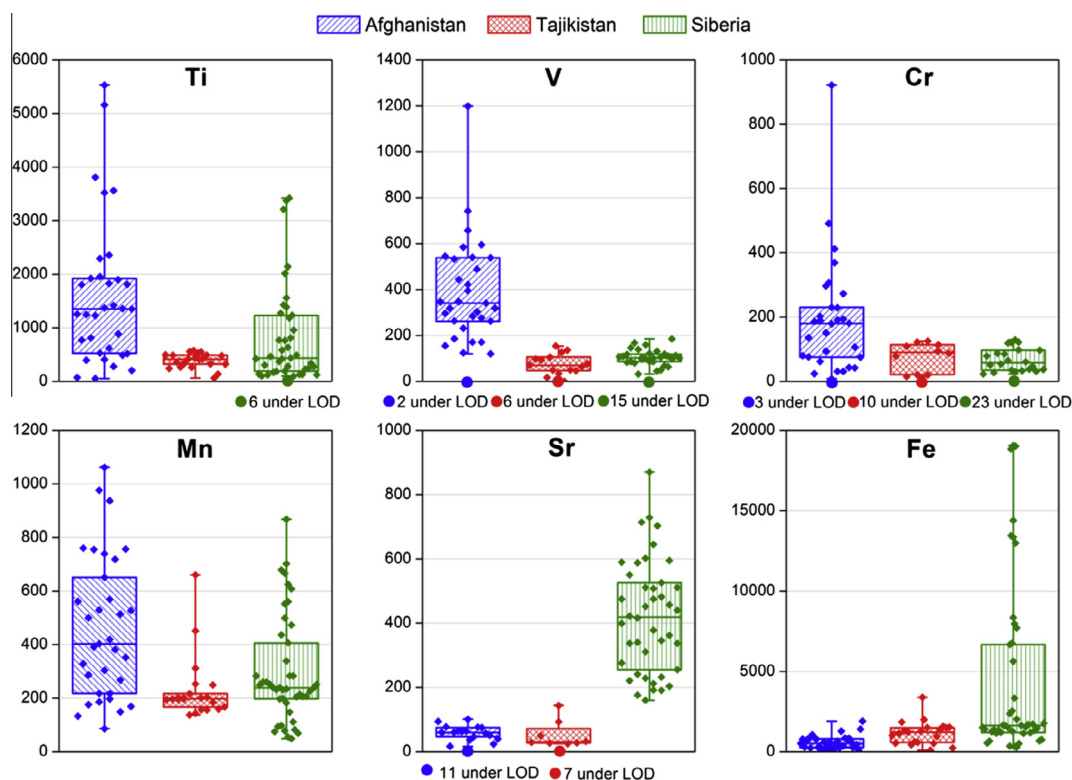 Afghanistan Tajikistan Siberia
Ti V Cr
6000 1400 1000
5000 1200 800
4000 1000 600
3000 800 400
2000 600 200
1000 400 0
0 200
0
6 under LOD 2 under LOD 6 under LOD 15 under LOD 3 under LOD 10 under LOD 23 under LOD
Mn Sr Fe
1200 1000 20000
1000 800 15000
800 600 10000
600 400 5000
400 200 0
200 0
0
11 under LOD 7 under LOD